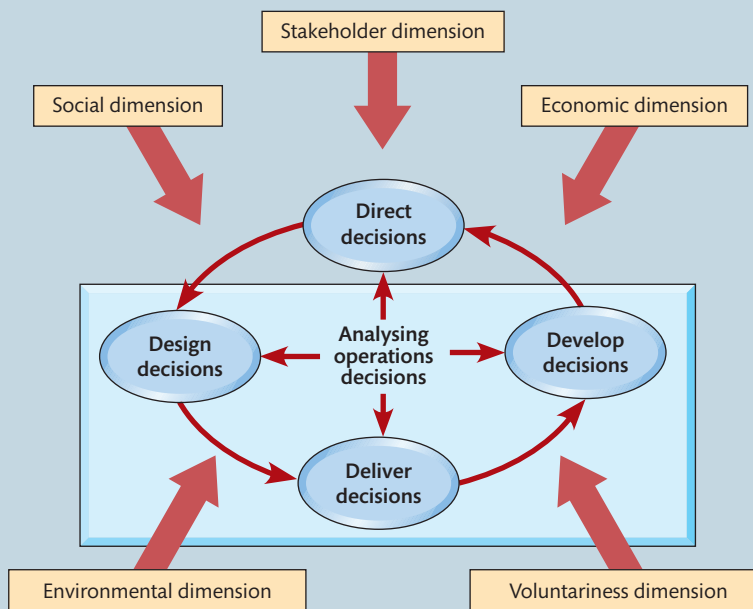 Stakeholder dimension
Social dimension
Economic dimension
Direct
decisions
Design
decisions
Analysing
operations
decisions
Develop
decisions
Deliver
decisions
Environmental dimension
Voluntariness dimension